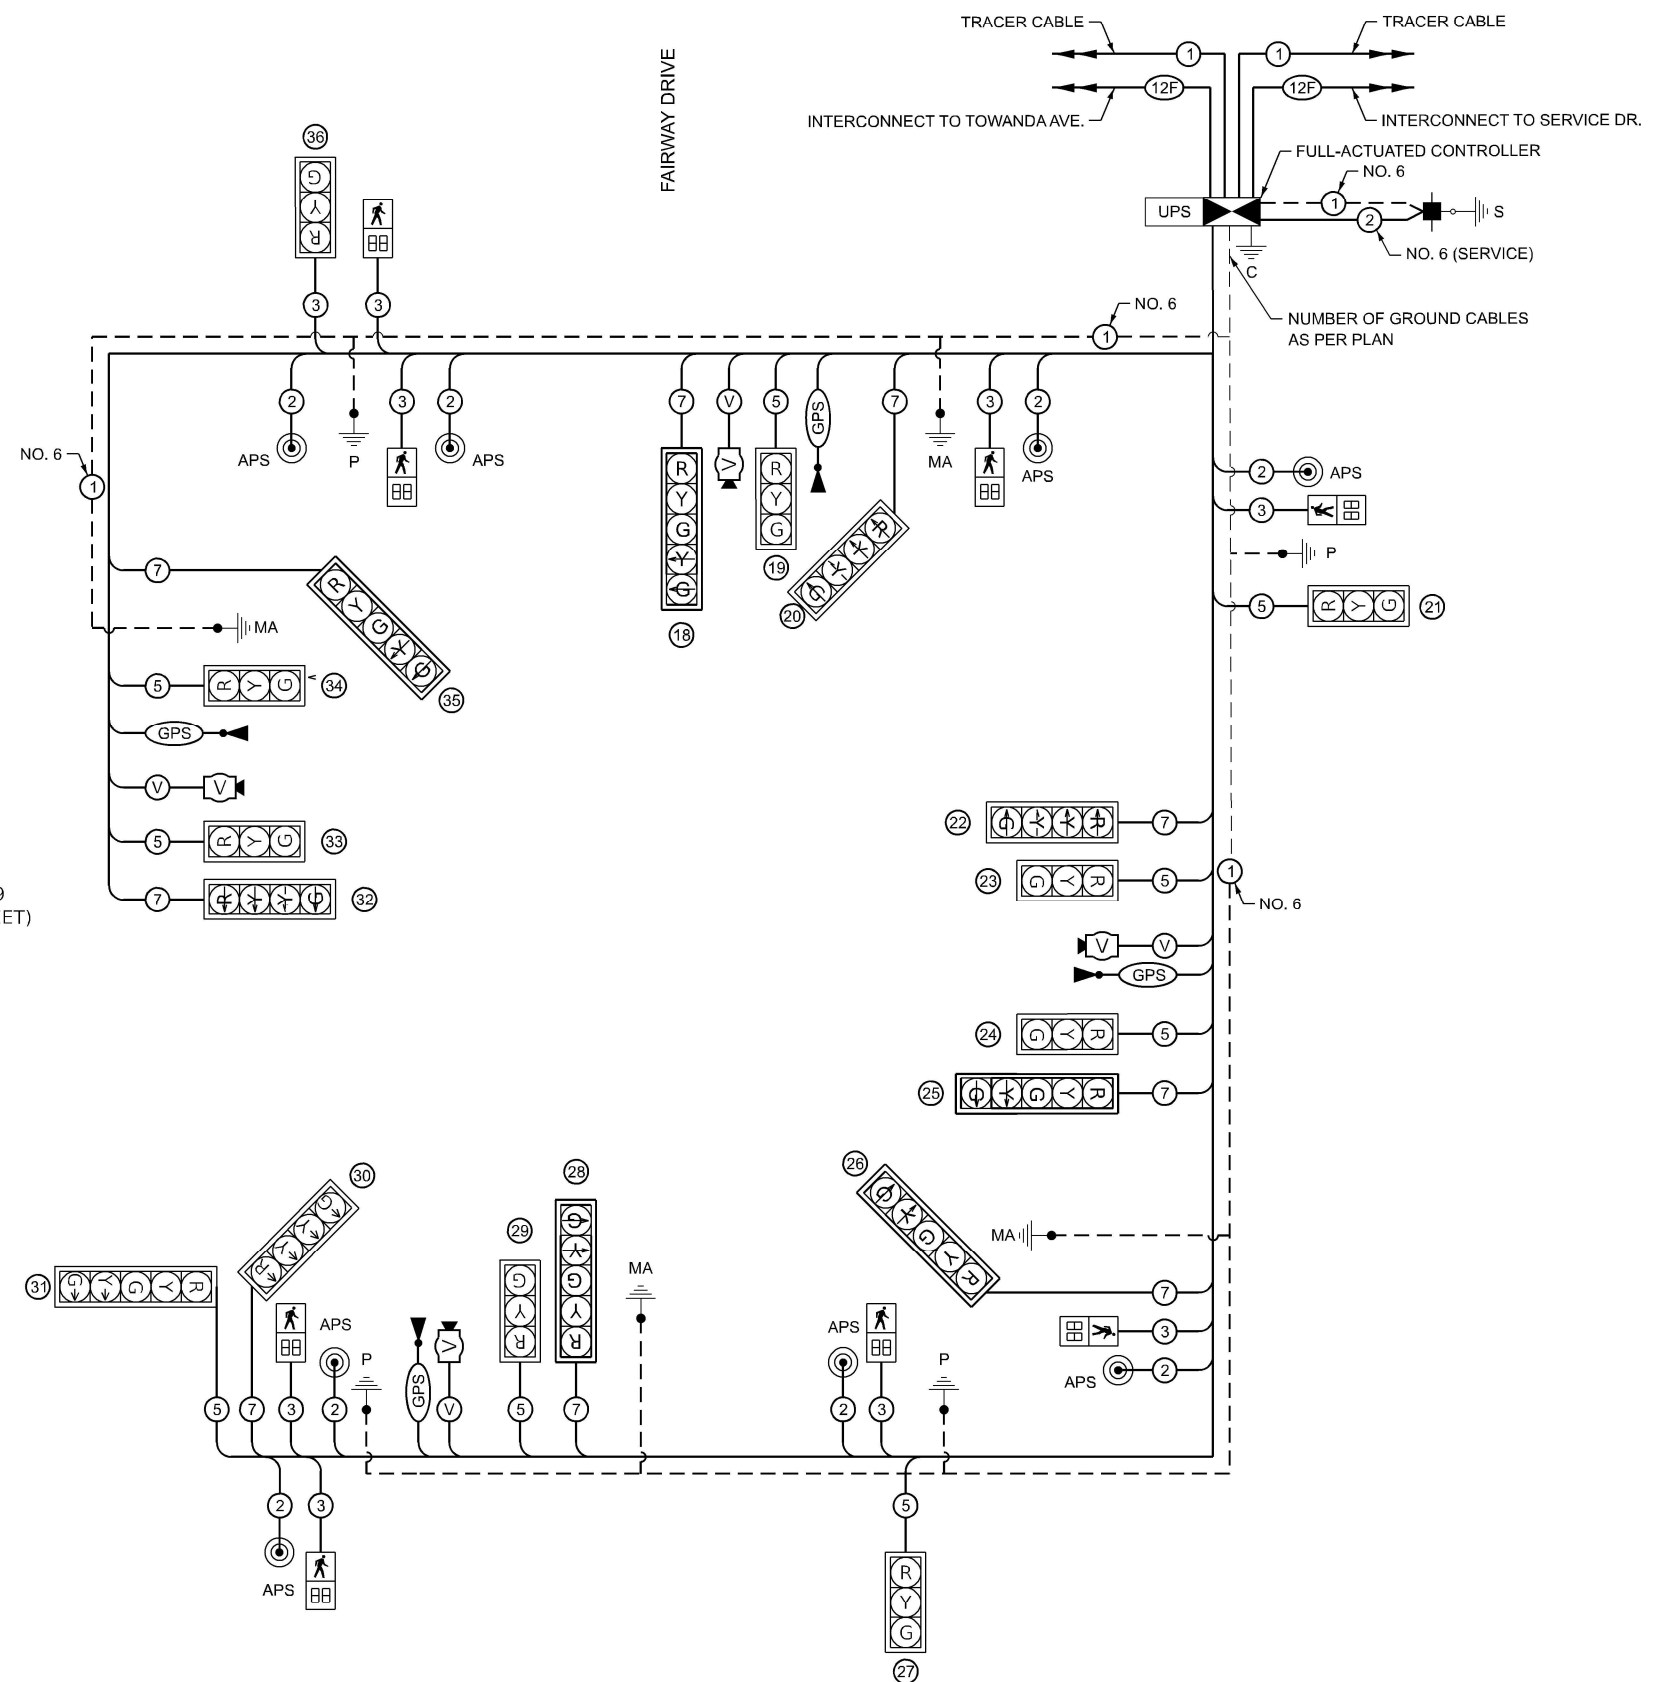 TRACER CABLE
TRACER CABLE
1
1
12F
12F
INTERCONNECT TO TOWANDA AVE.
INTERCONNECT TO SERVICE DR.
FAIRWAY DRIVE
FULL-ACTUATED CONTROLLER
NO. 6
1
UPS
S
2
NO. 6 (SERVICE)
C
NUMBER OF GROUND CABLES
AS PER PLAN
36
G
Y
R
3
3
NO. 6
1
2
3
2
7
V
5
GPS
7
3
2
APS
P
APS
MA
APS
NO. 6
1
R
Y
G
Y
G
18
V
R
Y
G
19
R
Y
Y
G
20
2
APS
3
P
5
R Y G
21
7
R
Y
G
Y
G
35
MA
5
R Y G
34
GPS
V
V
5
R Y G
33
7
R Y Y G
32
9
EET)
22
G Y Y R
7
23
G Y R
5
1
NO. 6
V
V
GPS
24
G Y R
5
25
G Y G Y R
7
26
G
Y
G
Y
R
7
MA
3
APS
2
30
G
Y
Y
R
31
G Y G Y R
28
G
Y
G
Y
R
29
G
Y
R
MA
APS
P
V
APS
P
5
7
3
2
GPS
V
5
7
2
3
2
3
APS
5
R
Y
G
27